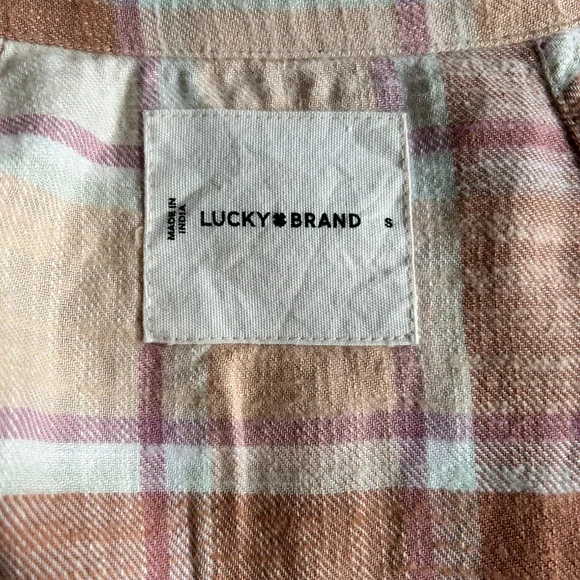 MADE IN
INDIA
LUCKY BRAND
S